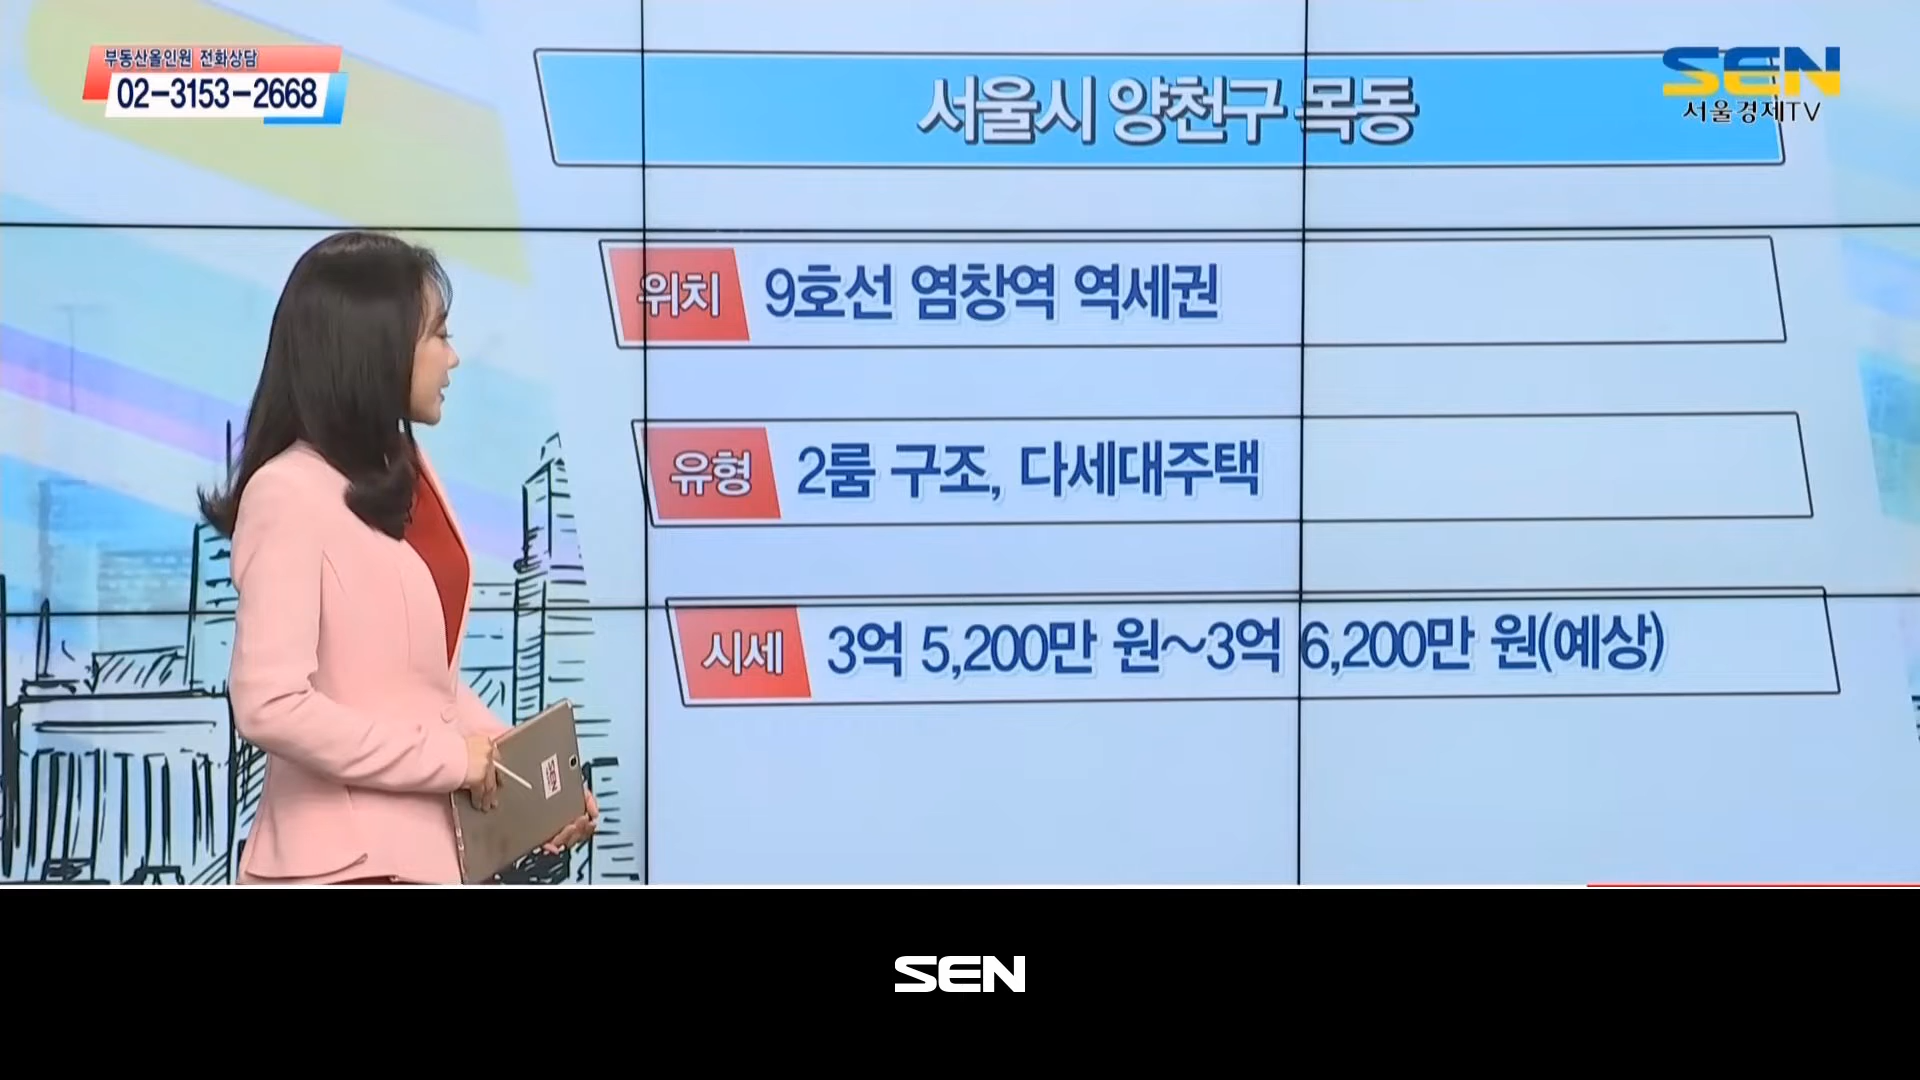 부동산올인원 전화상담
02-3153-2668
서울시 양천구 목동
SEN
서울경제TV
위치 9호선 염창역 역세권
유형 2룸 구조, 다세대주택
시세 3억 5,200만 원~3억 6,200만 원(예상)
SEN
SEN